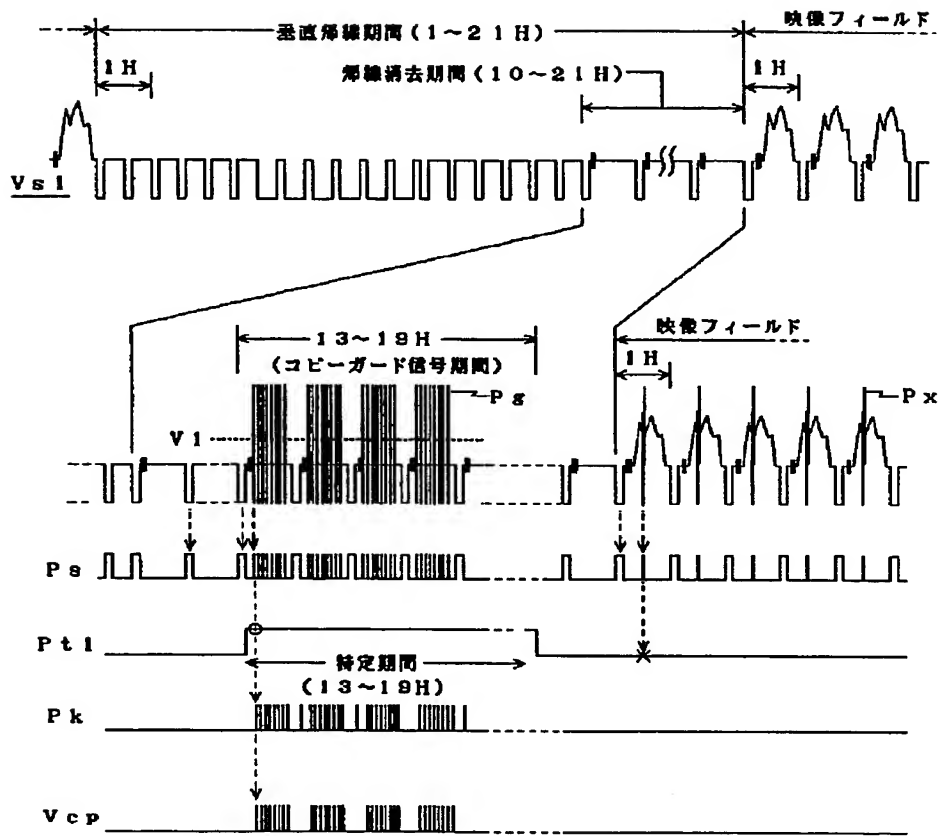 垂直帰線期間(1～21H)
映像フィールド
1H
帰線消去期間(10～21H)
1H
Vs1
13～19H
(コピーガード信号期間)
映像フィールド
1H
Pg
Px
V1
Ps
Pt1
特定期間
(13～19H)
Pk
Vcp